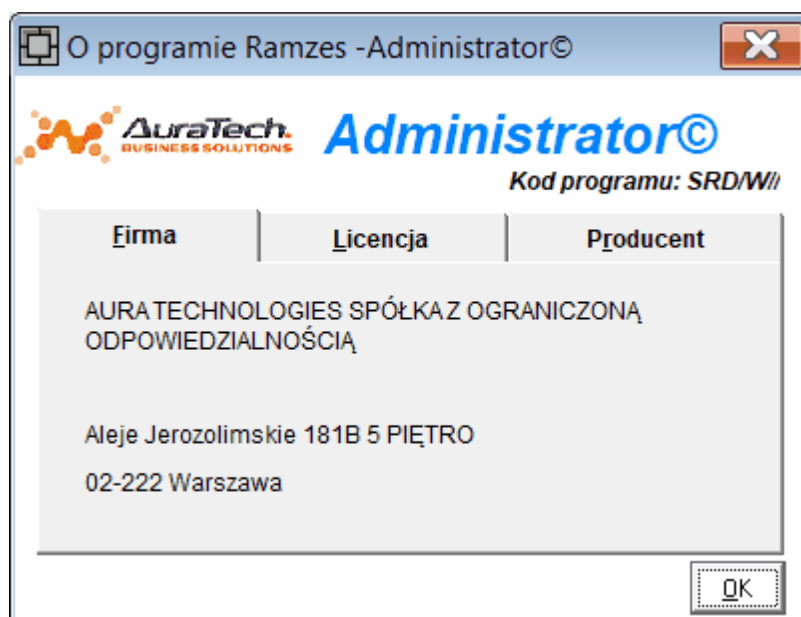 O programie Ramzes -Administrator©
AuraTech.
BUSINESS SOLUTIONS
Administrator©
Kod programu: SRD/W//
Firma
Licencja
Producent
AURA TECHNOLOGIES SPÓŁKA Z OGRANICZONĄ
ODPOWIEDZIALNOŚCIĄ
Aleje Jerozolimskie 181B 5 PIĘTRO
02-222 Warszawa
OK